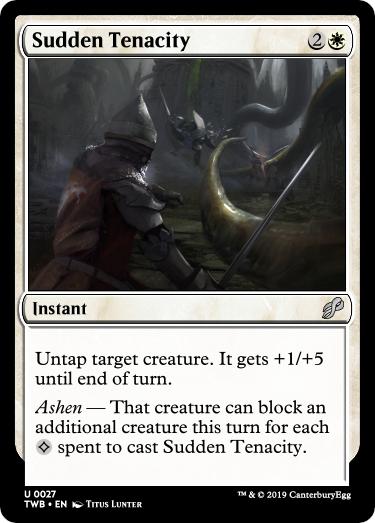 Sudden Tenacity 2
Instant
Untap target creature. It gets +1/+5
until end of turn.
Ashen — That creature can block an
additional creature this turn for each
spent to cast Sudden Tenacity.
U 0027
TWB • EN Titus Lunter
™ & © 2019 CanterburyEgg